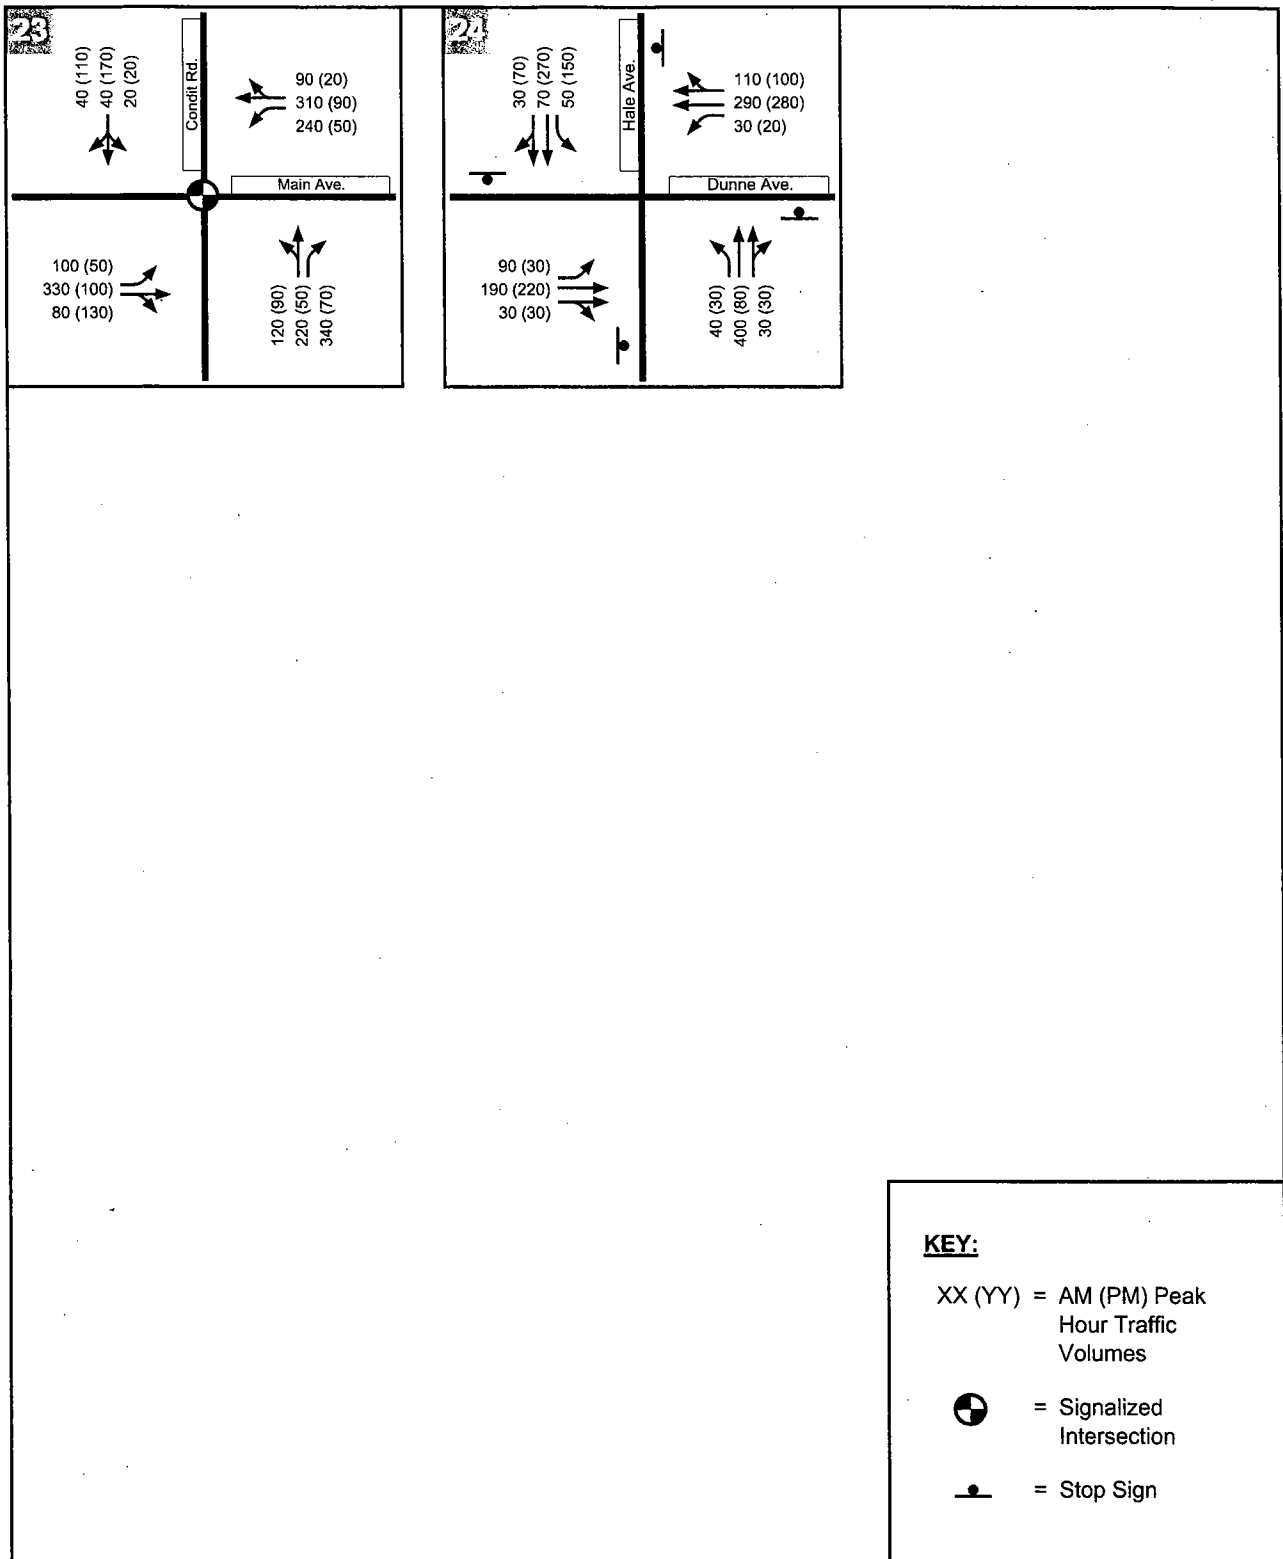 23
40 (110)
40 (170)
20 (20)
Condit Rd.
90 (20)
310 (90)
240 (50)
Main Ave.
100 (50)
330 (100)
80 (130)
120 (90)
220 (50)
340 (70)
24
30 (70)
70 (270)
50 (150)
Hale Ave.
110 (100)
290 (280)
30 (20)
Dunne Ave.
90 (30)
190 (220)
30 (30)
40 (30)
400 (80)
30 (30)
KEY:
XX (YY) = AM (PM) Peak
Hour Traffic
Volumes
= Signalized
Intersection
= Stop Sign